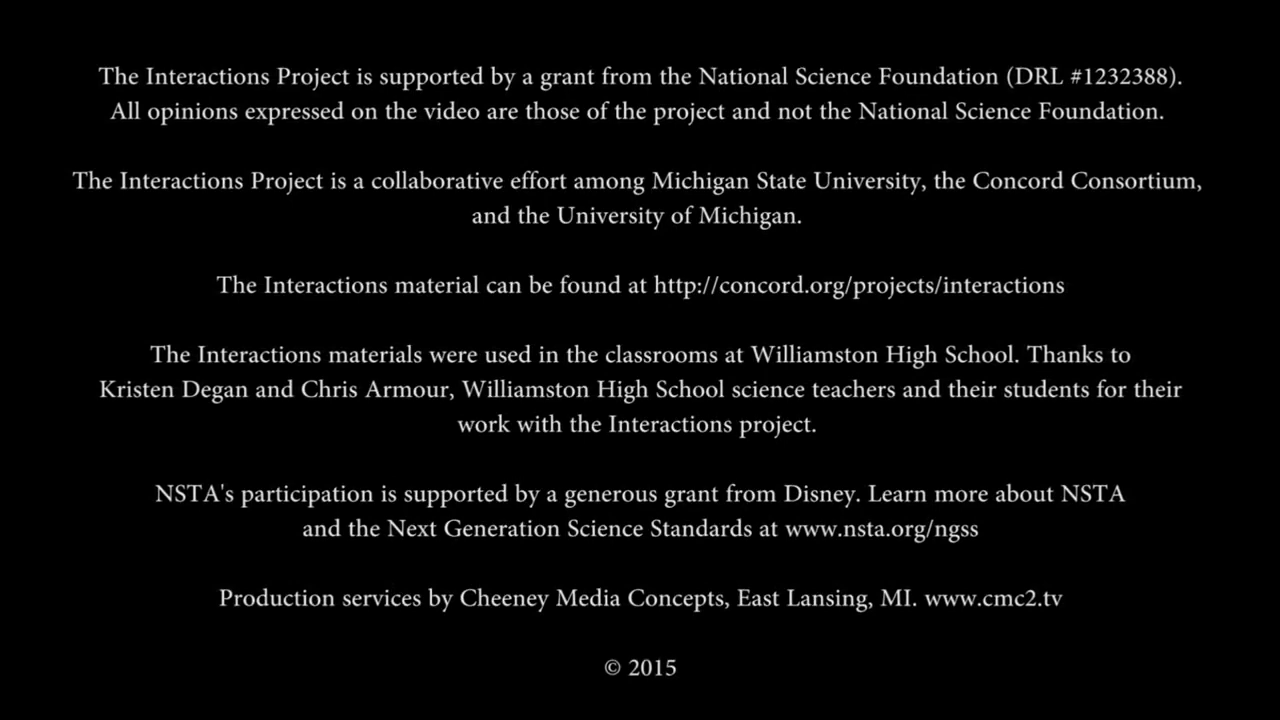 The Interactions Project is supported by a grant from the National Science Foundation (DRL #1232388).
All opinions expressed on the video are those of the project and not the National Science Foundation.
The Interactions Project is a collaborative effort among Michigan State University, the Concord Consortium,
and the University of Michigan.
The Interactions material can be found at http://concord.org/projects/interactions
The Interactions materials were used in the classrooms at Williamston High School. Thanks to
Kristen Degan and Chris Armour, Williamston High School science teachers and their students for their
work with the Interactions project.
NSTA's participation is supported by a generous grant from Disney. Learn more about NSTA
and the Next Generation Science Standards at www.nsta.org/ngss
Production services by Cheeney Media Concepts, East Lansing, MI. www.cmc2.tv
© 2015